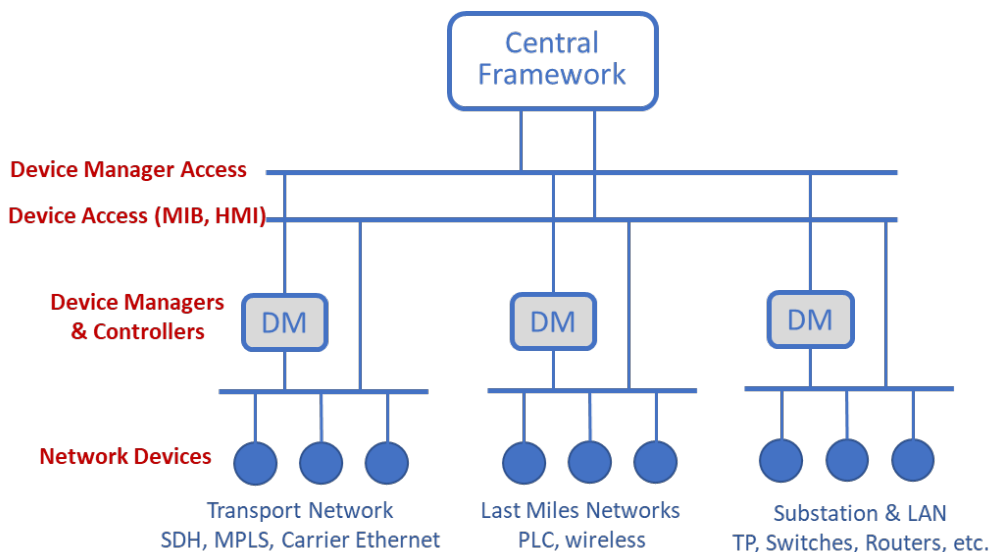 Central
Framework
Device Manager Access
Device Access (MIB, HMI)
Device Managers
& Controllers
DM
DM
DM
Network Devices
Transport Network
SDH, MPLS, Carrier Ethernet
Last Miles Networks
PLC, wireless
Substation & LAN
TP, Switches, Routers, etc.